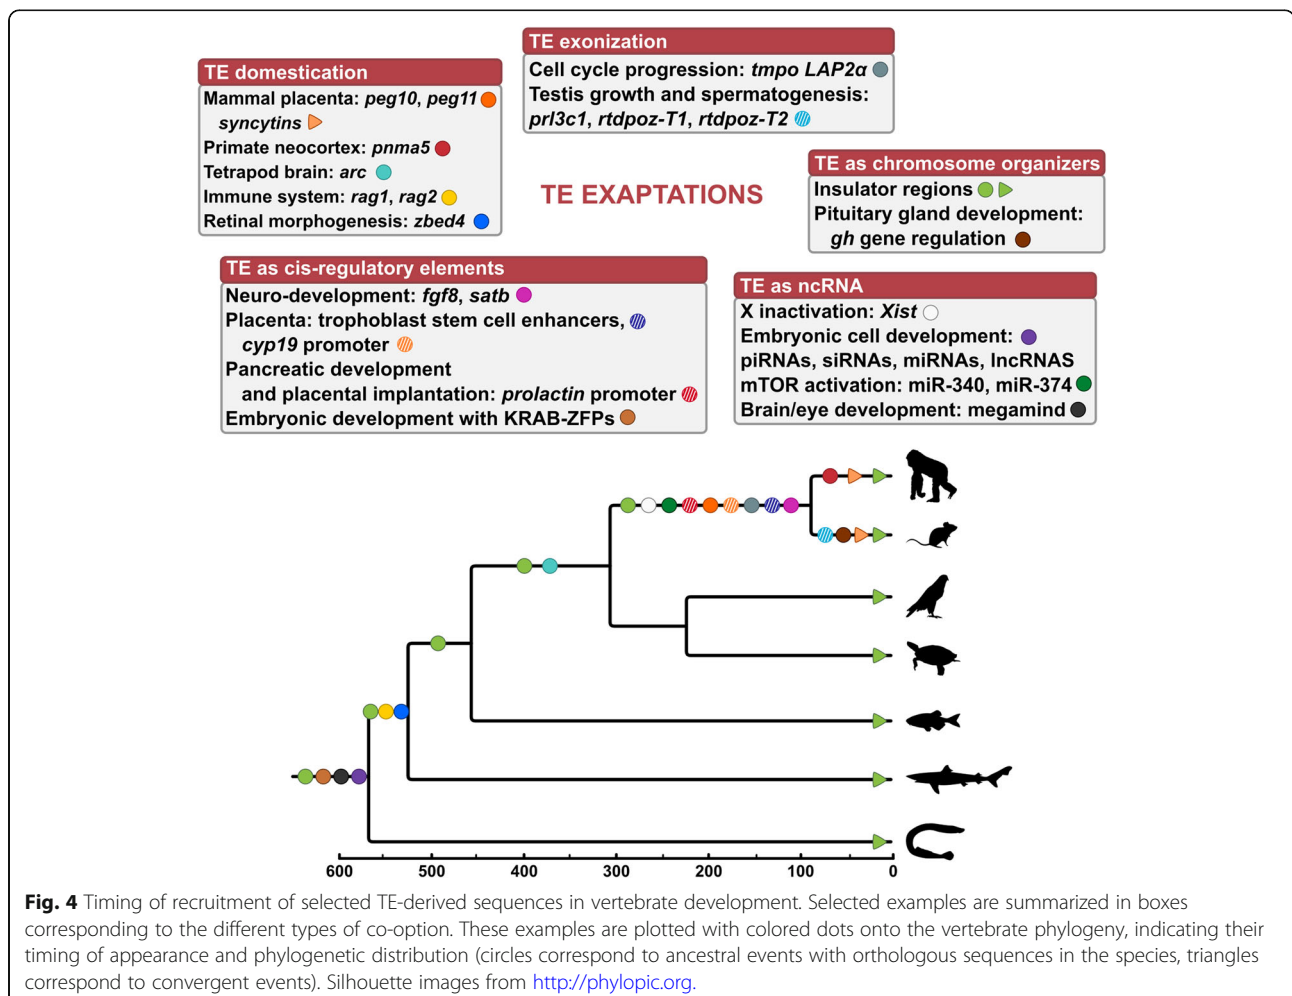 TE domestication
Mammal placenta: peg10, peg11
syncytins
Primate neocortex: pnma5
Tetrapod brain: arc
Immune system: rag1, rag2
Retinal morphogenesis: zbed4
TE exonization
Cell cycle progression: tmpo LAP2α
Testis growth and spermatogenesis:
prl3c1, rtdpoz-T1, rtdpoz-T2
TE EXAPTATIONS
TE as chromosome organizers
Insulator regions
Pituitary gland development:
gh gene regulation
TE as cis-regulatory elements
Neuro-development: fgf8, satb
Placenta: trophoblast stem cell enhancers,
cyp19 promoter
Pancreatic development
and placental implantation: prolactin promoter
Embryonic development with KRAB-ZFPs
TE as ncRNA
X inactivation: Xist
Embryonic cell development:
piRNAs, siRNAs, miRNAs, lncRNAS
mTOR activation: miR-340, miR-374
Brain/eye development: megamind
600 500 400 300 200 100 0
Fig. 4 Timing of recruitment of selected TE-derived sequences in vertebrate development. Selected examples are summarized in boxes
corresponding to the different types of co-option. These examples are plotted with colored dots onto the vertebrate phylogeny, indicating their
timing of appearance and phylogenetic distribution (circles correspond to ancestral events with orthologous sequences in the species, triangles
correspond to convergent events). Silhouette images from http://phylopic.org.